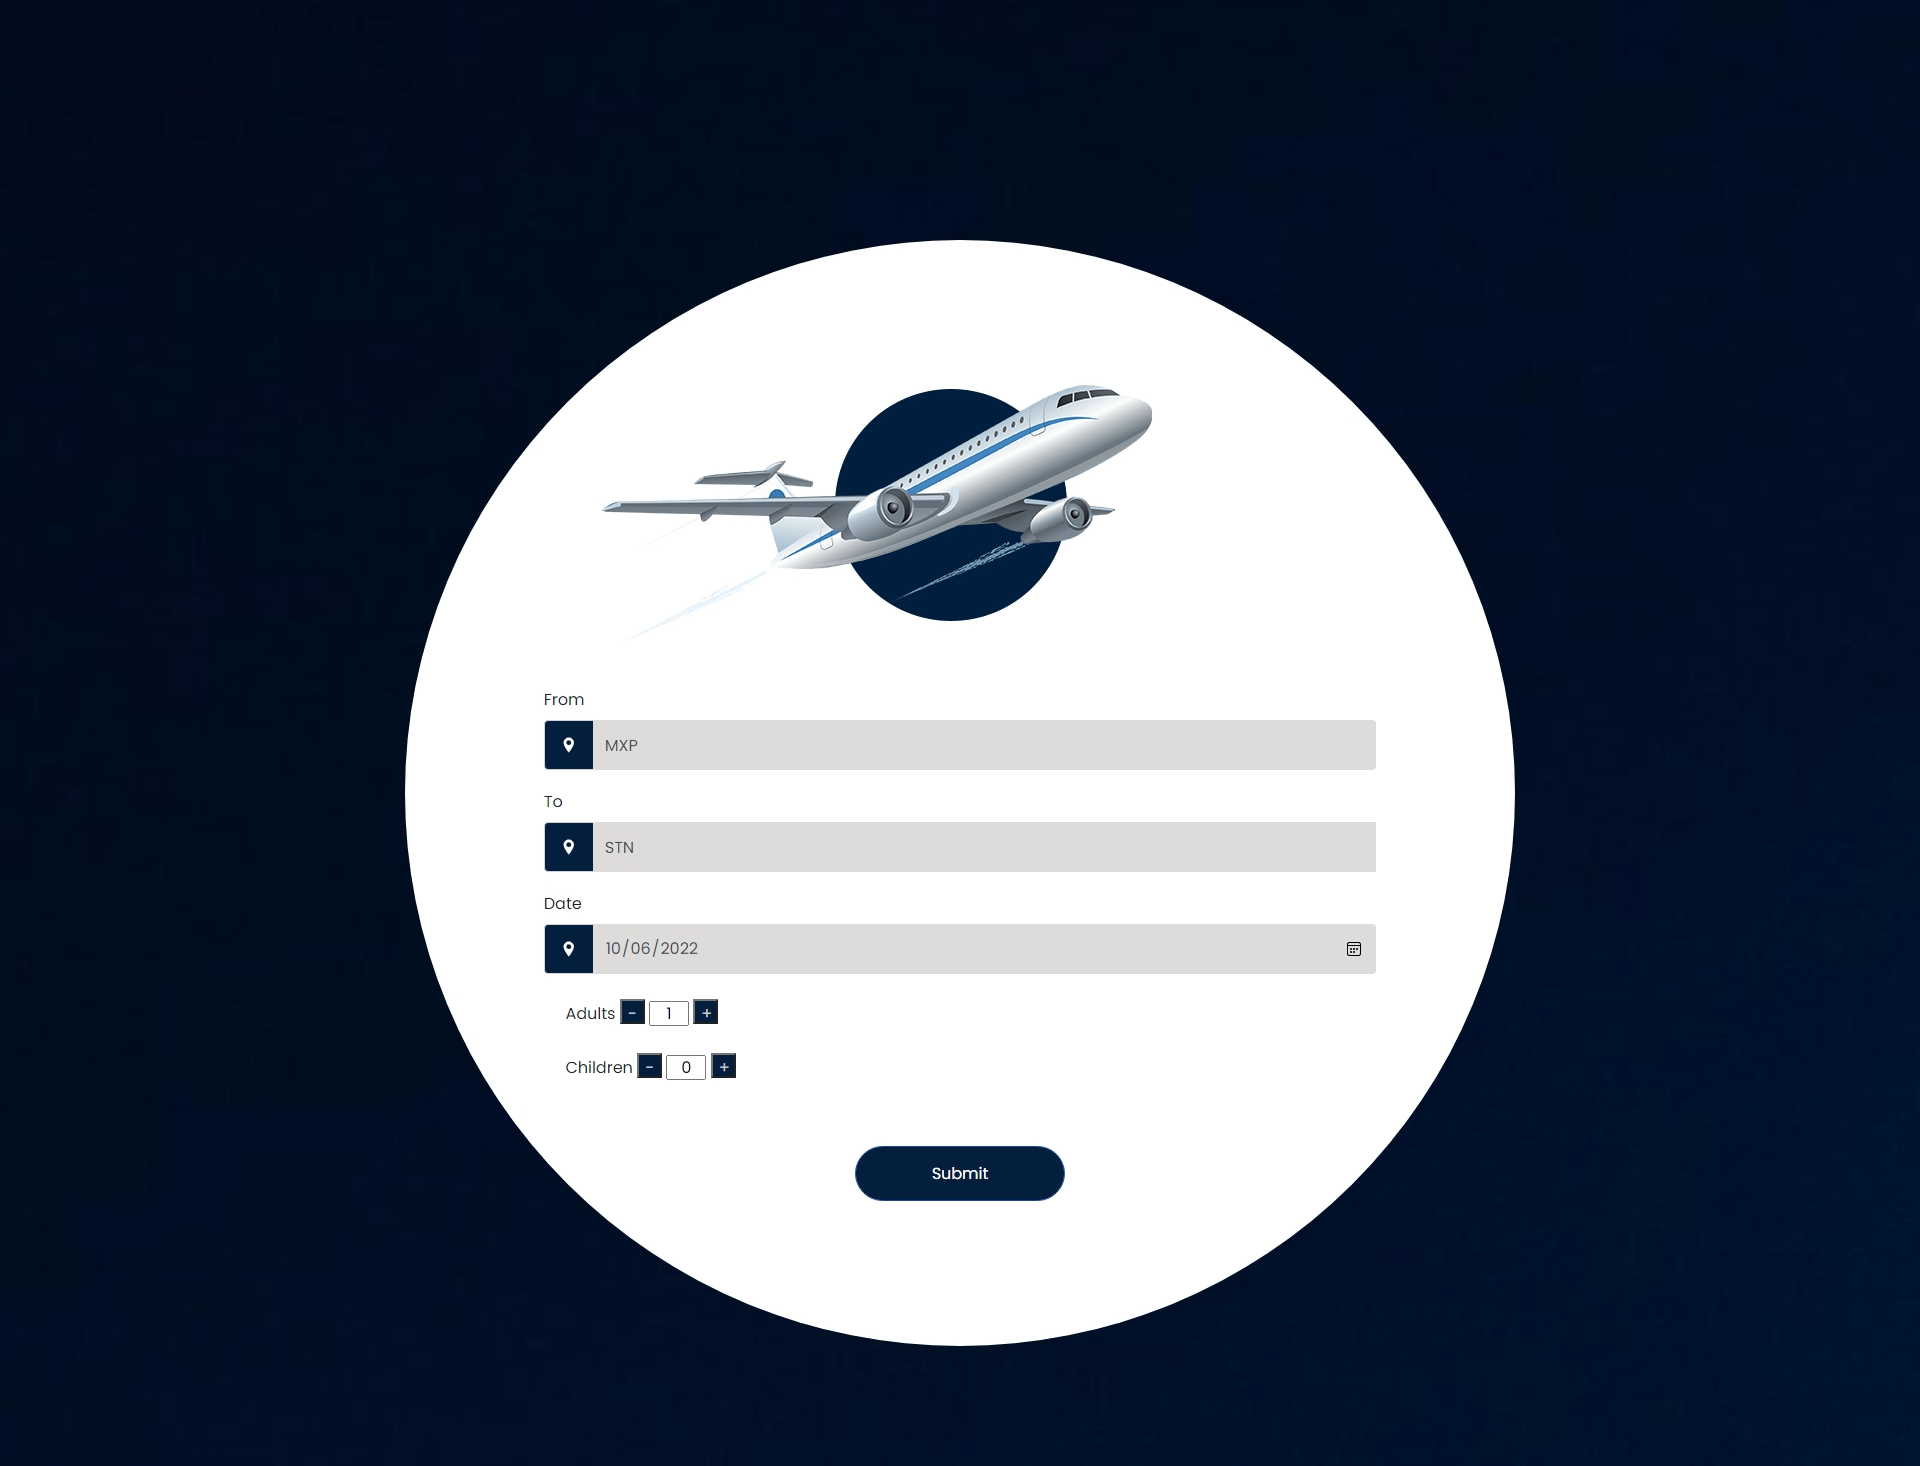 From
MXP
To
STN
Date
10/06/2022
Adults - 1 +
Children - 0 +
Submit